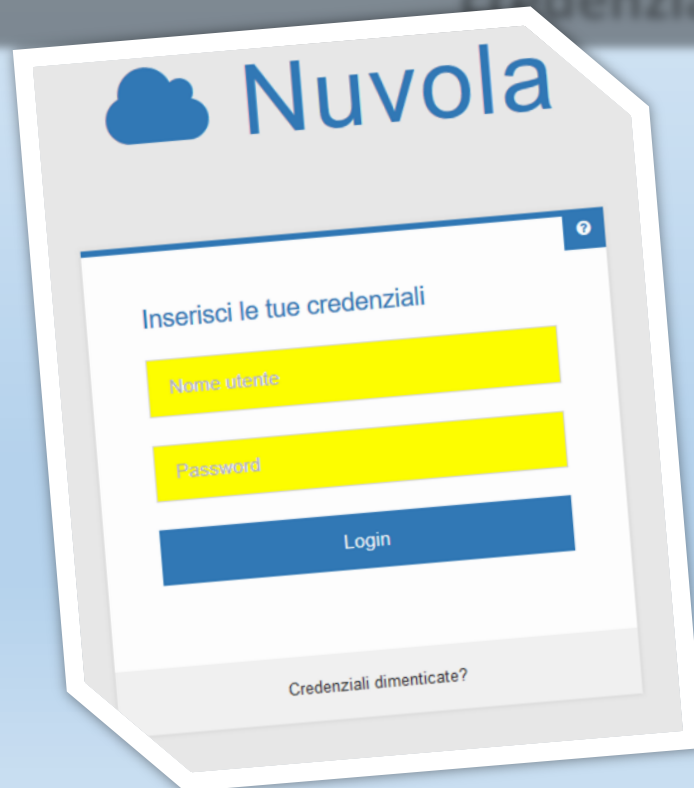 Nuvola
Inserisci le tue credenziali
Nome utente
Password
Login
Credenziali dimenticate?